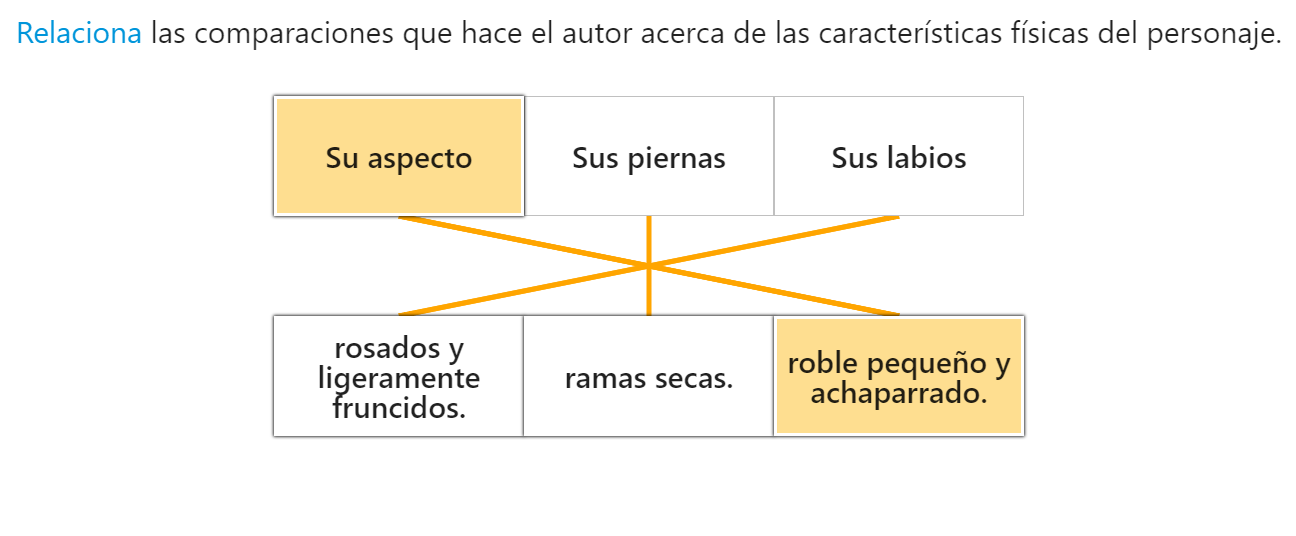 Relaciona las comparaciones que hace el autor acerca de las características físicas del personaje.
Su aspecto
Sus piernas
Sus labios
rosados y
ligeramente
fruncidos.
ramas secas.
roble pequeño y
achaparrado.